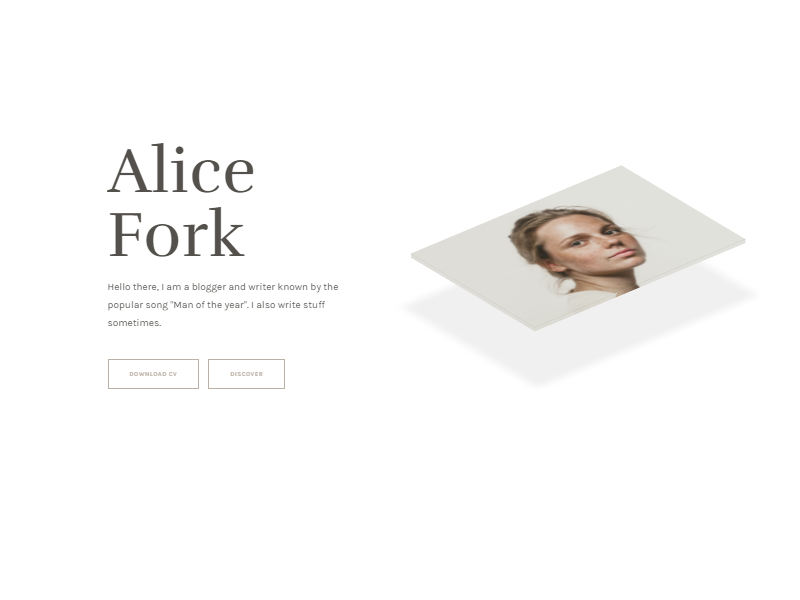 Alice
Fork
Hello there, I am a blogger and writer known by the
popular song "Man of the year". I also write stuff
sometimes.
DOWNLOAD CV
DISCOVER